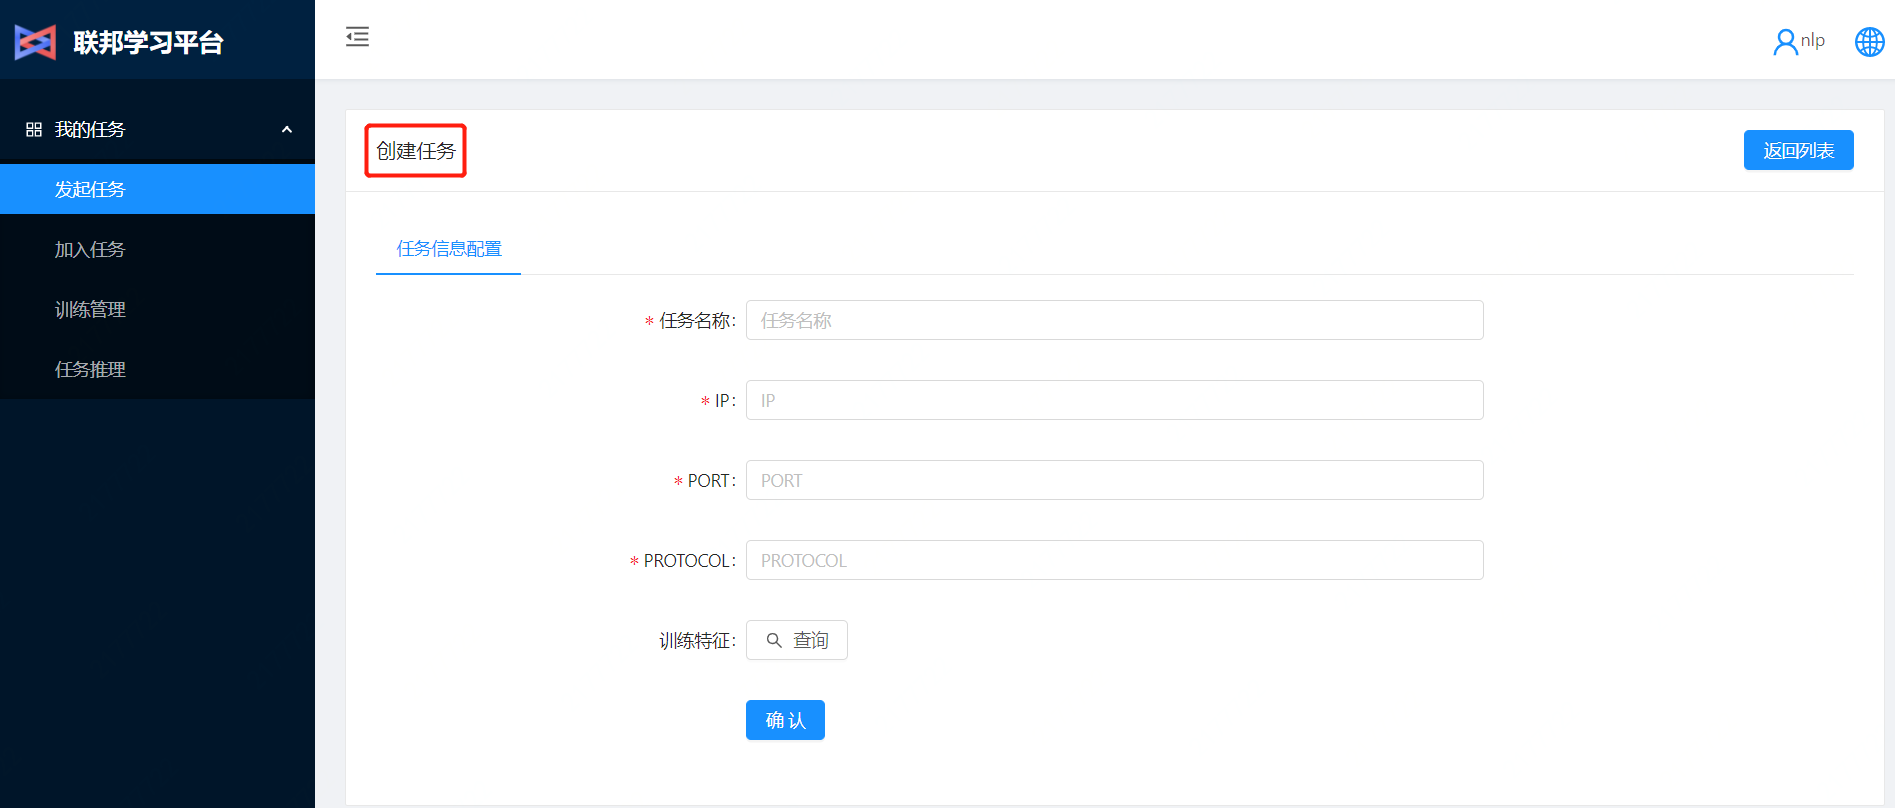 联邦学习平台
nlp
我的任务
发起任务
加入任务
训练管理
任务推理
创建任务
返回列表
任务信息配置
* 任务名称: 任务名称
* IP: IP
* PORT: PORT
* PROTOCOL: PROTOCOL
训练特征: 查询
确 认